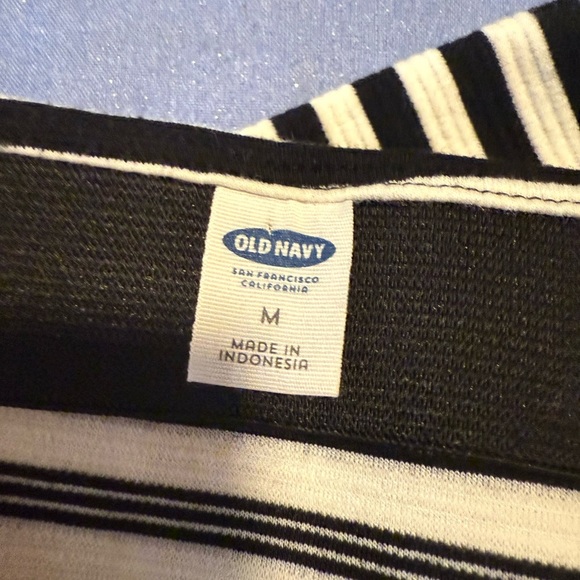 OLD NAVY
SAN FRANCISCO
CALIFORNIA
M
MADE IN
INDONESIA